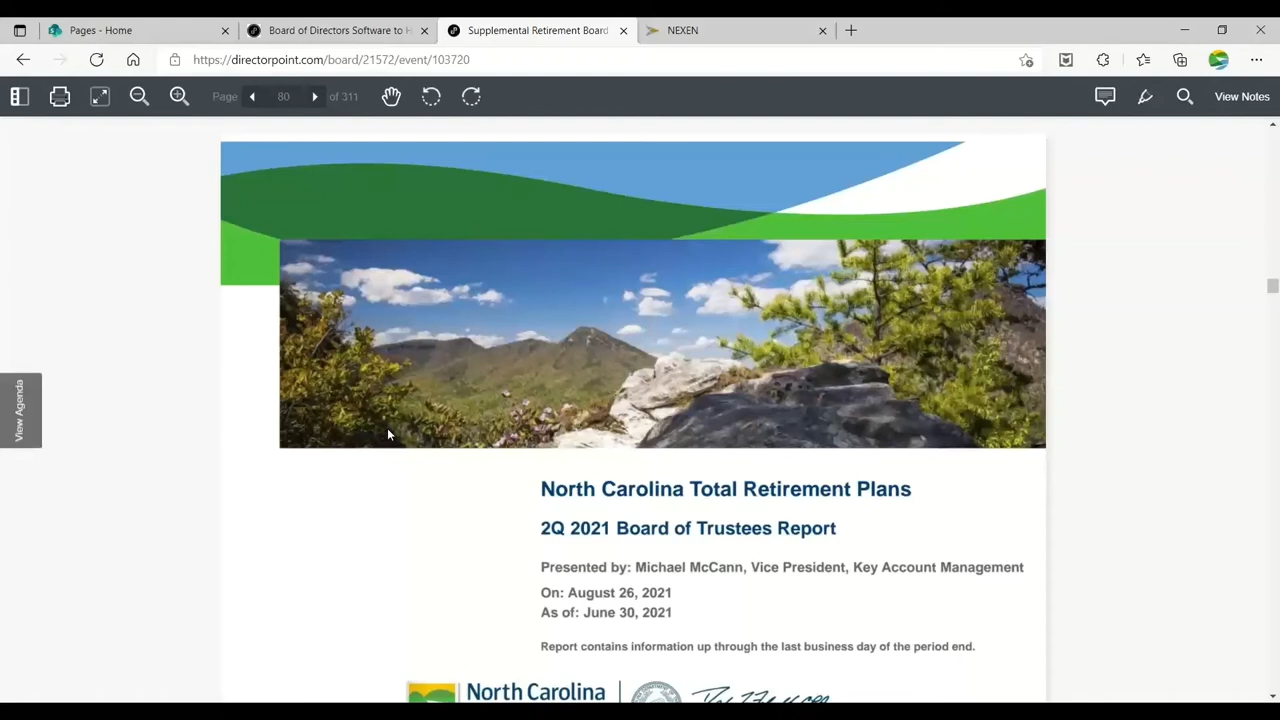 Pages - Home
Board of Directors Software to H
Supplemental Retirement Board
NEXEN
https://directorpoint.com/board/21572/event/103720
Page 80 of 311
View Notes
View Agenda
North Carolina Total Retirement Plans
2Q 2021 Board of Trustees Report
Presented by: Michael McCann, Vice President, Key Account Management
On: August 26, 2021
As of: June 30, 2021
Report contains information up through the last business day of the period end.
North Carolina